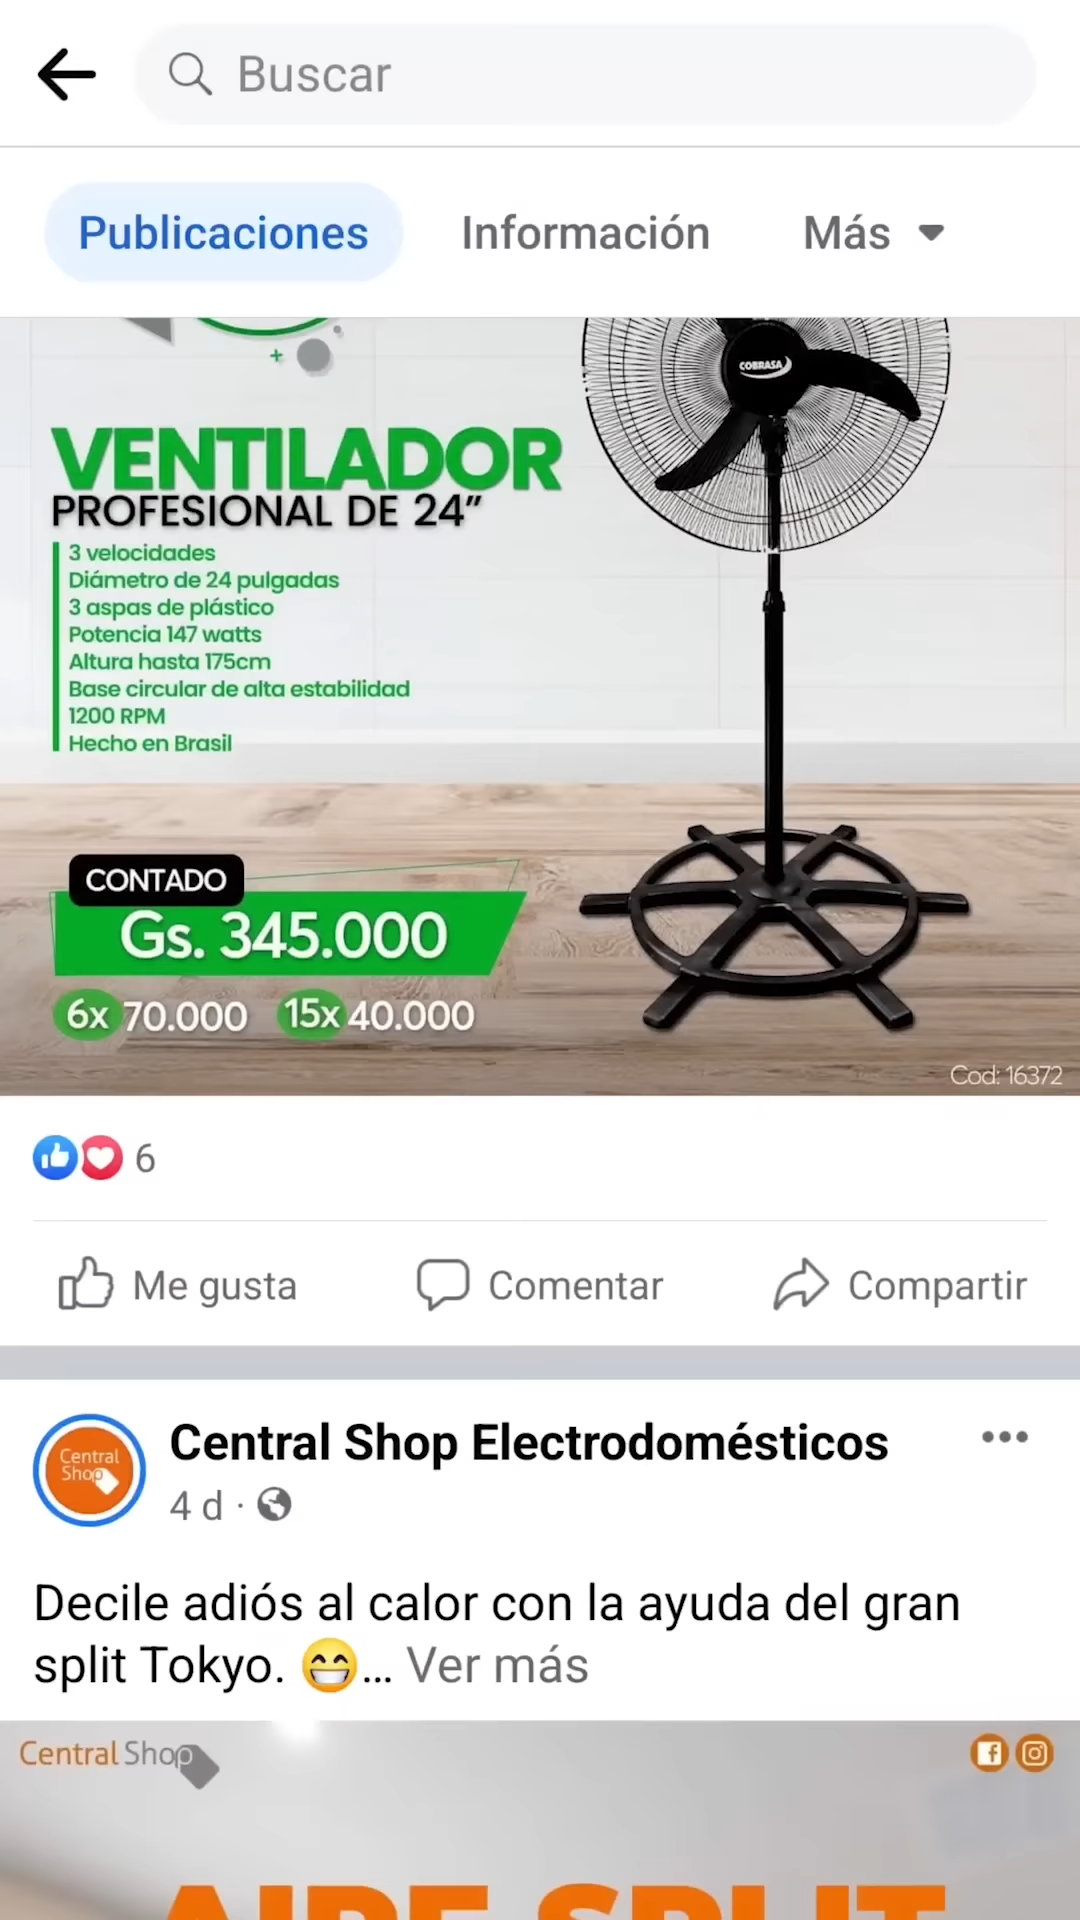 Buscar
Publicaciones
Información
Más
COBRASA
VENTILADOR
PROFESIONAL DE 24”
3 velocidades
Diámetro de 24 pulgadas
3 aspas de plástico
Potencia 147 watts
Altura hasta 175cm
Base circular de alta estabilidad
1200 RPM
Hecho en Brasil
CONTADO
Gs. 345.000
6x 70.000 15x 40.000
Cod: 16372
6
Me gusta
Comentar
Compartir
Central Shop
Central Shop Electrodomésticos
4 d ·
Decile adiós al calor con la ayuda del gran
split Tokyo. 😁... Ver más
Central Shop
AIRE SPLIT